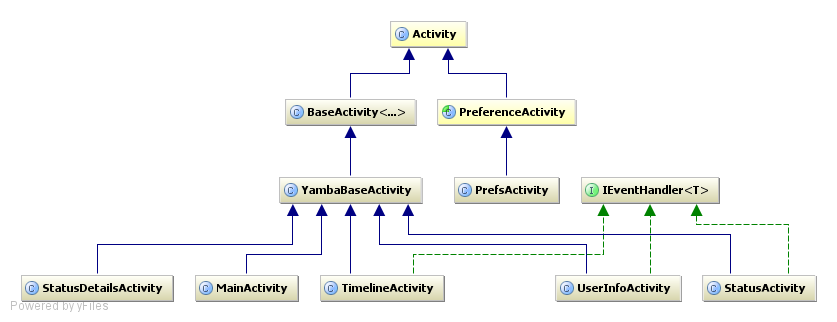 Activity
BaseActivity<...>
PreferenceActivity
YambaBaseActivity
PrefsActivity
IEventHandler<T>
StatusDetailsActivity
MainActivity
TimelineActivity
UserInfoActivity
StatusActivity
Powered by yFiles